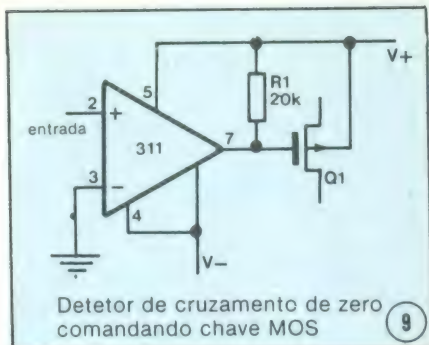 V+
R1
20k
5
2
+
entrada
311
7
3
-
4
Q1
V-
Detetor de cruzamento de zero
comandando chave MOS
9